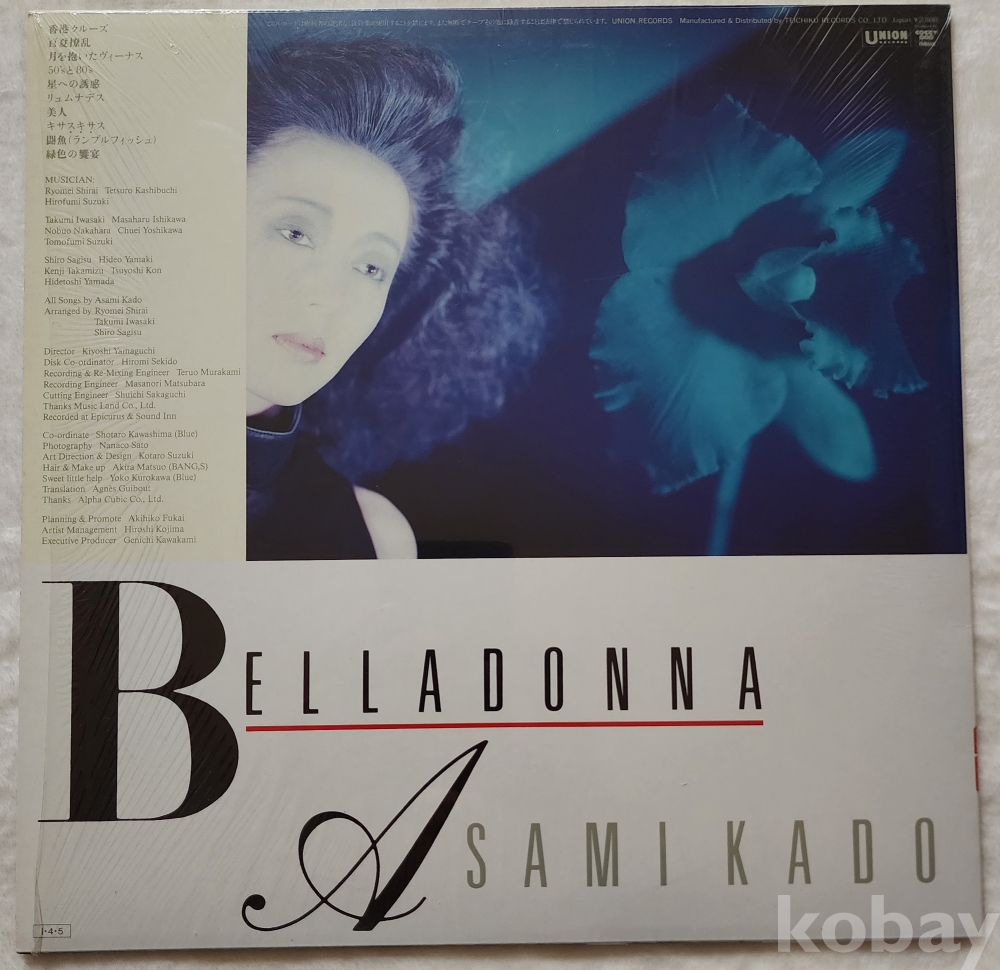 香港クルーズ
百夏撩乱
月を抱いたヴィーナス
50'sと80's
星への誘惑
リュムナデス
美人
キサス・キサス
闘魚(ランブルフィッシュ)
緑色の饗宴
MUSICIAN:
Ryomei Shirai Tetsuro Kashibuchi
Hirofumi Suzuki
Takumi Iwasaki Masaharu Ishikawa
Nobuo Nakahara Chuei Yoshikawa
Tomofumi Suzuki
Shiro Sagisu Hideo Yamaki
Kenji Takamizu Tsuyoshi Kon
Hidetoshi Yamada
All Songs by Asami Kado
Arranged by Ryomei Shirai
Takumi Iwasaki
Shiro Sagisu
Director Kiyoshi Yamaguchi
Disk Co-ordinator Hiromi Sekido
Recording & Re-Mixing Engineer Teruo Murakami
Recording Engineer Masanori Matsubara
Cutting Engineer Shuichi Sakaguchi
Thanks Music Land Co., Ltd.
Recorded at Epicurus & Sound Inn
Co-ordinate Shotaro Kawashima (Blue)
Photography Nanaco Sato
Art Direction & Design Kotaro Suzuki
Hair & Make up Akira Matsuo (BANG,S)
Sweet little help Yoko Kurokawa (Blue)
Translation Agnès Guibout
Thanks Alpha Cubic Co., Ltd.
Planning & Promote Akihiko Fukai
Artist Management Hiroshi Kojima
Executive Producer Genichi Kawakami
UNION RECORDS Manufactured & Distributed by TEICHIKU RECORDS CO., LTD. Japan
UNION
RECORDS
BELLADONNA
ASAMI KADO
J・4・5
kobay